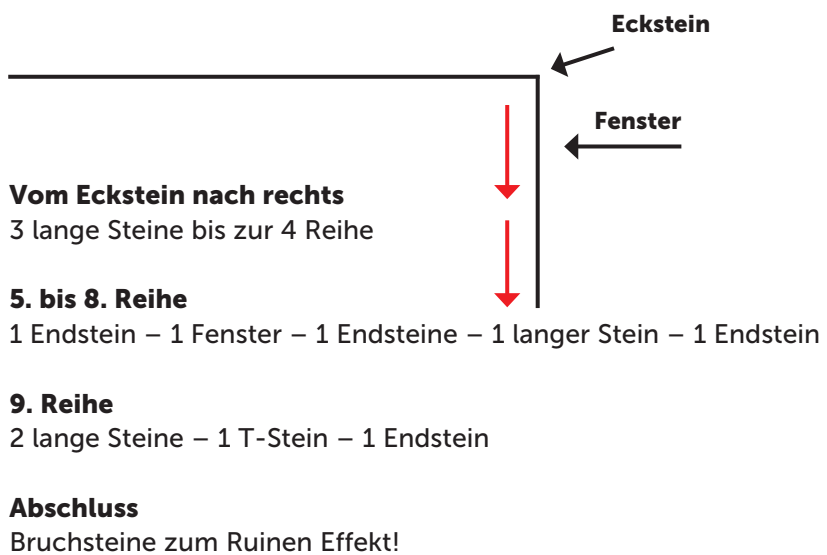 Eckstein
Fenster
Vom Eckstein nach rechts
3 lange Steine bis zur 4 Reihe
5. bis 8. Reihe
1 Endstein – 1 Fenster – 1 Endsteine – 1 langer Stein – 1 Endstein
9. Reihe
2 lange Steine – 1 T-Stein – 1 Endstein
Abschluss
Bruchsteine zum Ruinen Effekt!